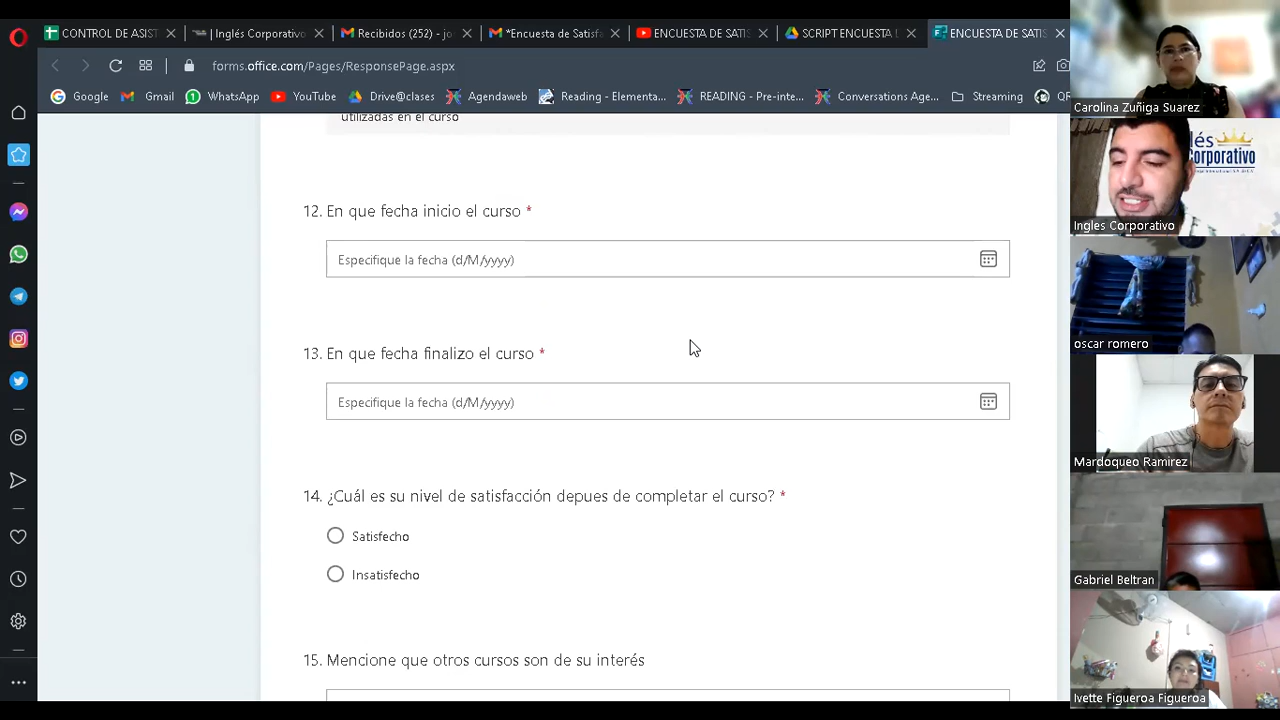 CONTROL DE ASIST
Inglés Corporativo
Recibidos (252) - jo
*Encuesta de Satisfa
ENCUESTA DE SATIS
SCRIPT ENCUESTA L
ENCUESTA DE SATIS
forms.office.com/Pages/ResponsePage.aspx
Google
Gmail
WhatsApp
YouTube
Drive@clases
Agendaweb
Reading - Elementa...
READING - Pre-inte...
Conversations Age...
Streaming
QR
utilizadas en el curso
12. En que fecha inicio el curso *
Especifique la fecha (d/M/yyyy)
13. En que fecha finalizo el curso *
Especifique la fecha (d/M/yyyy)
14. ¿Cuál es su nivel de satisfacción depues de completar el curso? *
Satisfecho
Insatisfecho
15. Mencione que otros cursos son de su interés
Carolina Zuñiga Suarez
lés
Corporativo
Ingles Corporativo
oscar romero
Mardoqueo Ramirez
Gabriel Beltran
Ivette Figueroa Figueroa